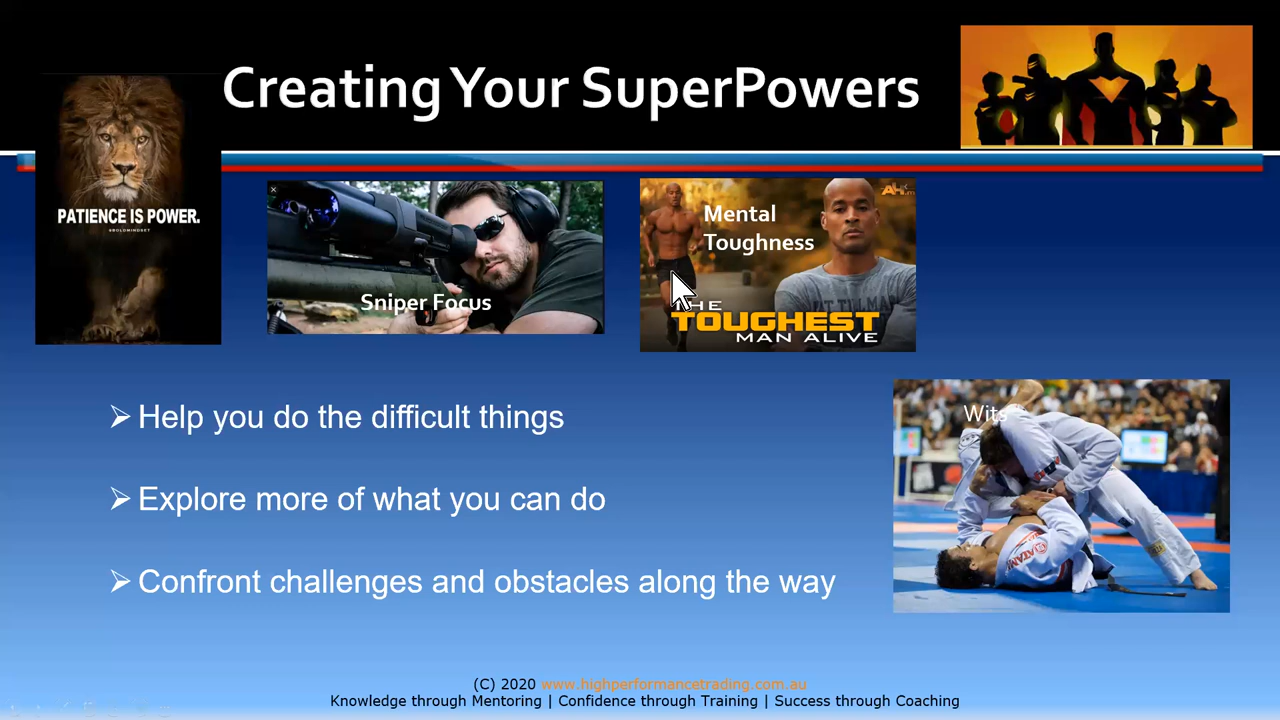 Creating Your SuperPowers
PATIENCE IS POWER.
@BOLDMINDSET
Sniper Focus
Mental
Toughness
THE
TOUGHEST
MAN ALIVE
Wits
➢ Help you do the difficult things
➢ Explore more of what you can do
➢ Confront challenges and obstacles along the way
(C) 2020 www.highperformancetrading.com.au
Knowledge through Mentoring | Confidence through Training | Success through Coaching